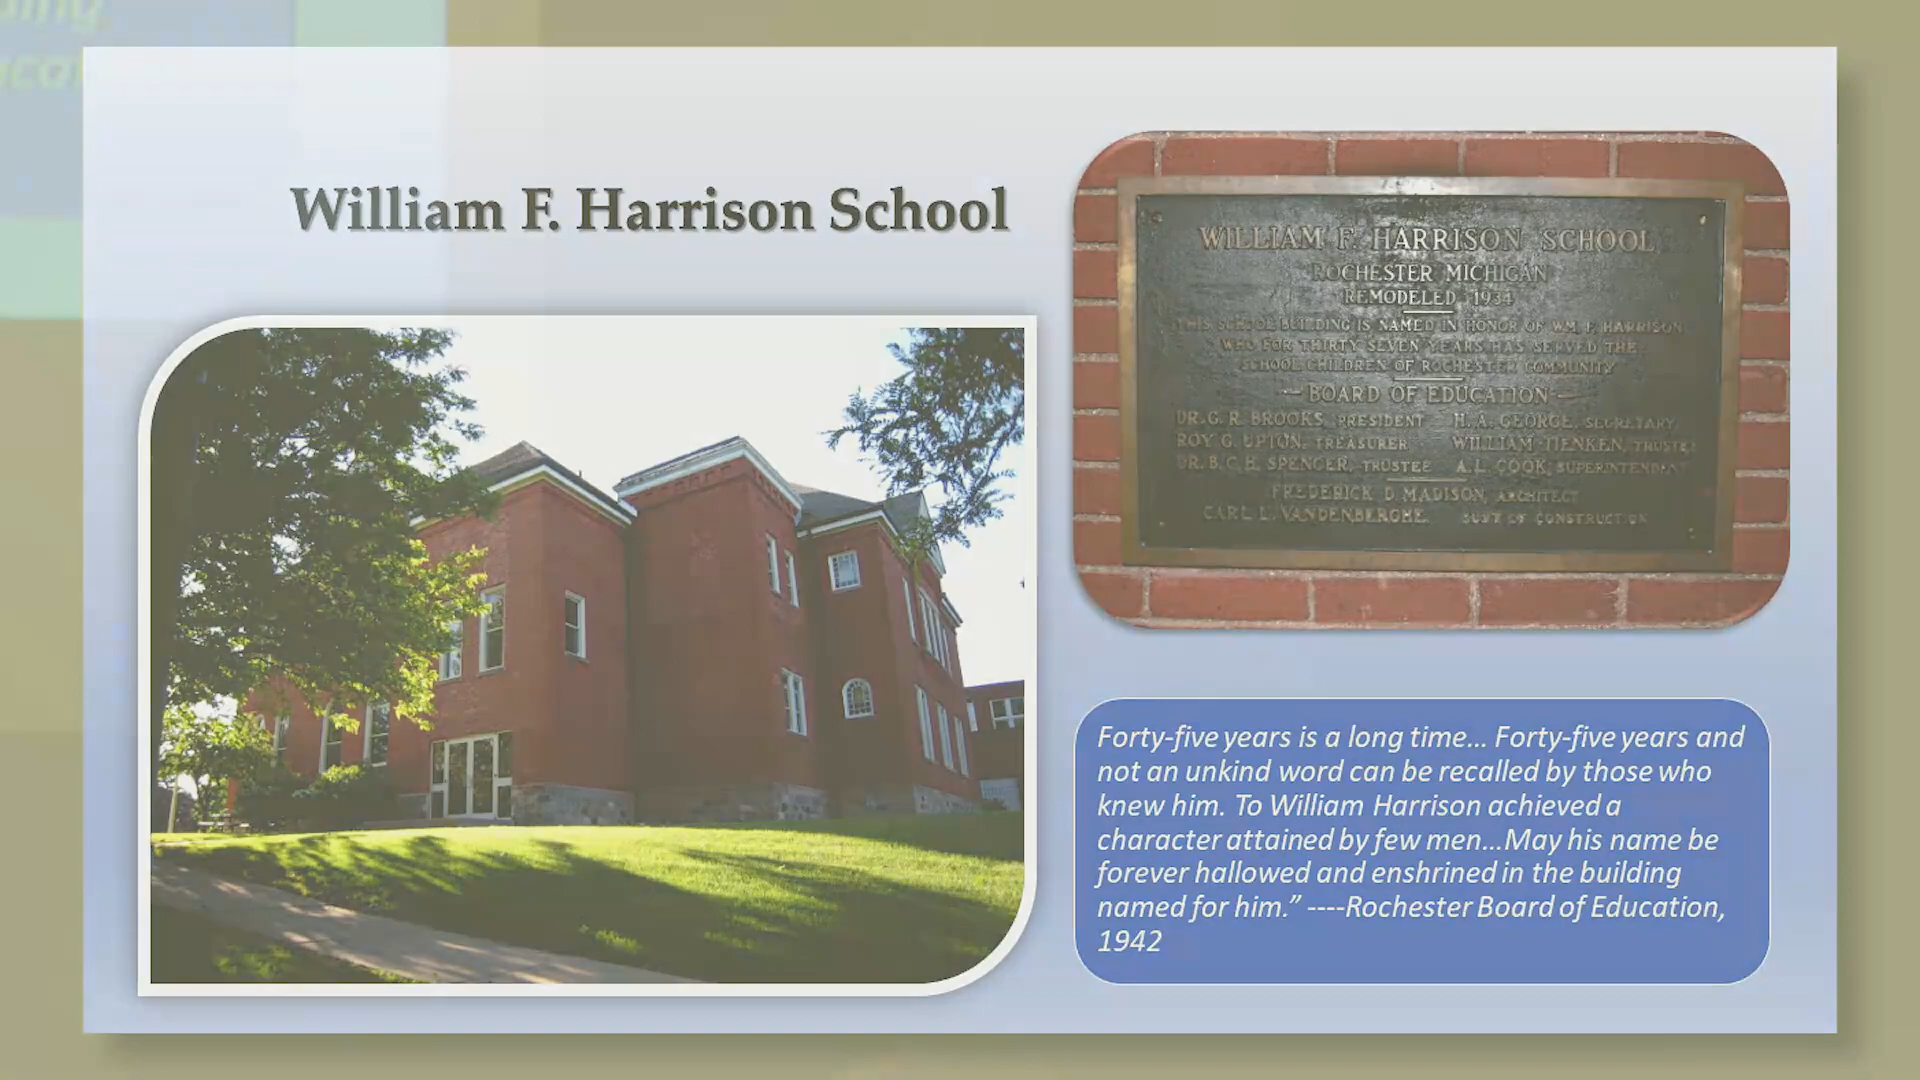 William F. Harrison School
WILLIAM F. HARRISON SCHOOL
ROCHESTER MICHIGAN
REMODELED 1934
THIS SCHOOL BUILDING IS NAMED IN HONOR OF WM. F. HARRISON
WHO FOR THIRTY SEVEN YEARS HAS SERVED THE
SCHOOL CHILDREN OF ROCHESTER COMMUNITY
BOARD OF EDUCATION
DR. G. R. BROOKS, PRESIDENT H. A. GEORGE, SECRETARY
ROY G. UPTON, TREASURER WILLIAM TIENKEN, TRUSTEE
DR. B. C. H. SPENCER, TRUSTEE A. L. COOK, SUPERINTENDENT
FREDERICK D. MADISON, ARCHITECT
CARL L. VANDENBERGHE SUPT OF CONSTRUCTION
Forty-five years is a long time... Forty-five years and
not an unkind word can be recalled by those who
knew him. To William Harrison achieved a
character attained by few men...May his name be
forever hallowed and enshrined in the building
named for him.” ----Rochester Board of Education,
1942